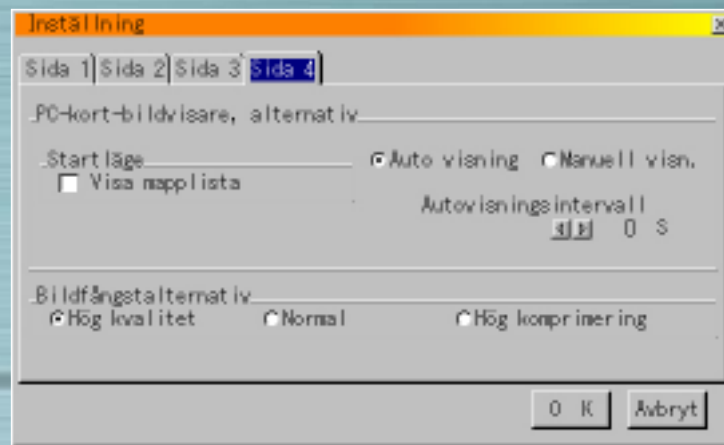 Inställning
Sida 1 Sida 2 Sida 3 Sida 4
PC-kort-bildvisare, alternativ
Startläge
Auto visning Manuell visn.
Visa mapplista
Autovisningsintervall
0 S
Bildfångstalternativ
Hög kvalitet Normal Hög komprimering
O K Avbryt